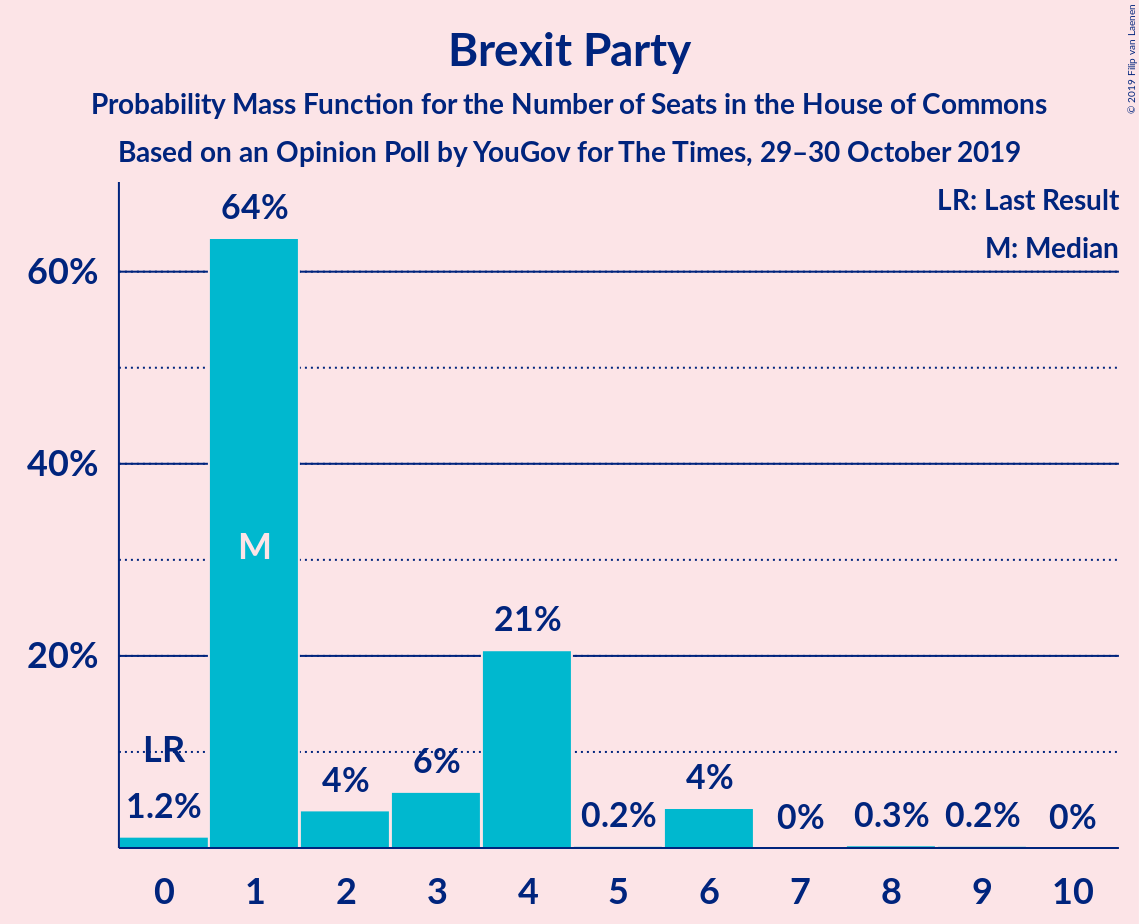 Brexit Party
Probability Mass Function for the Number of Seats in the House of Commons
Based on an Opinion Poll by YouGov for The Times, 29–30 October 2019
© 2019 Filip van Laenen
LR: Last Result
M: Median
64%
60%
M
40%
21%
20%
LR
6%
4%
4%
1.2%
0.2%
0%
0.3%
0.2%
0%
0 1 2 3 4 5 6 7 8 9 10